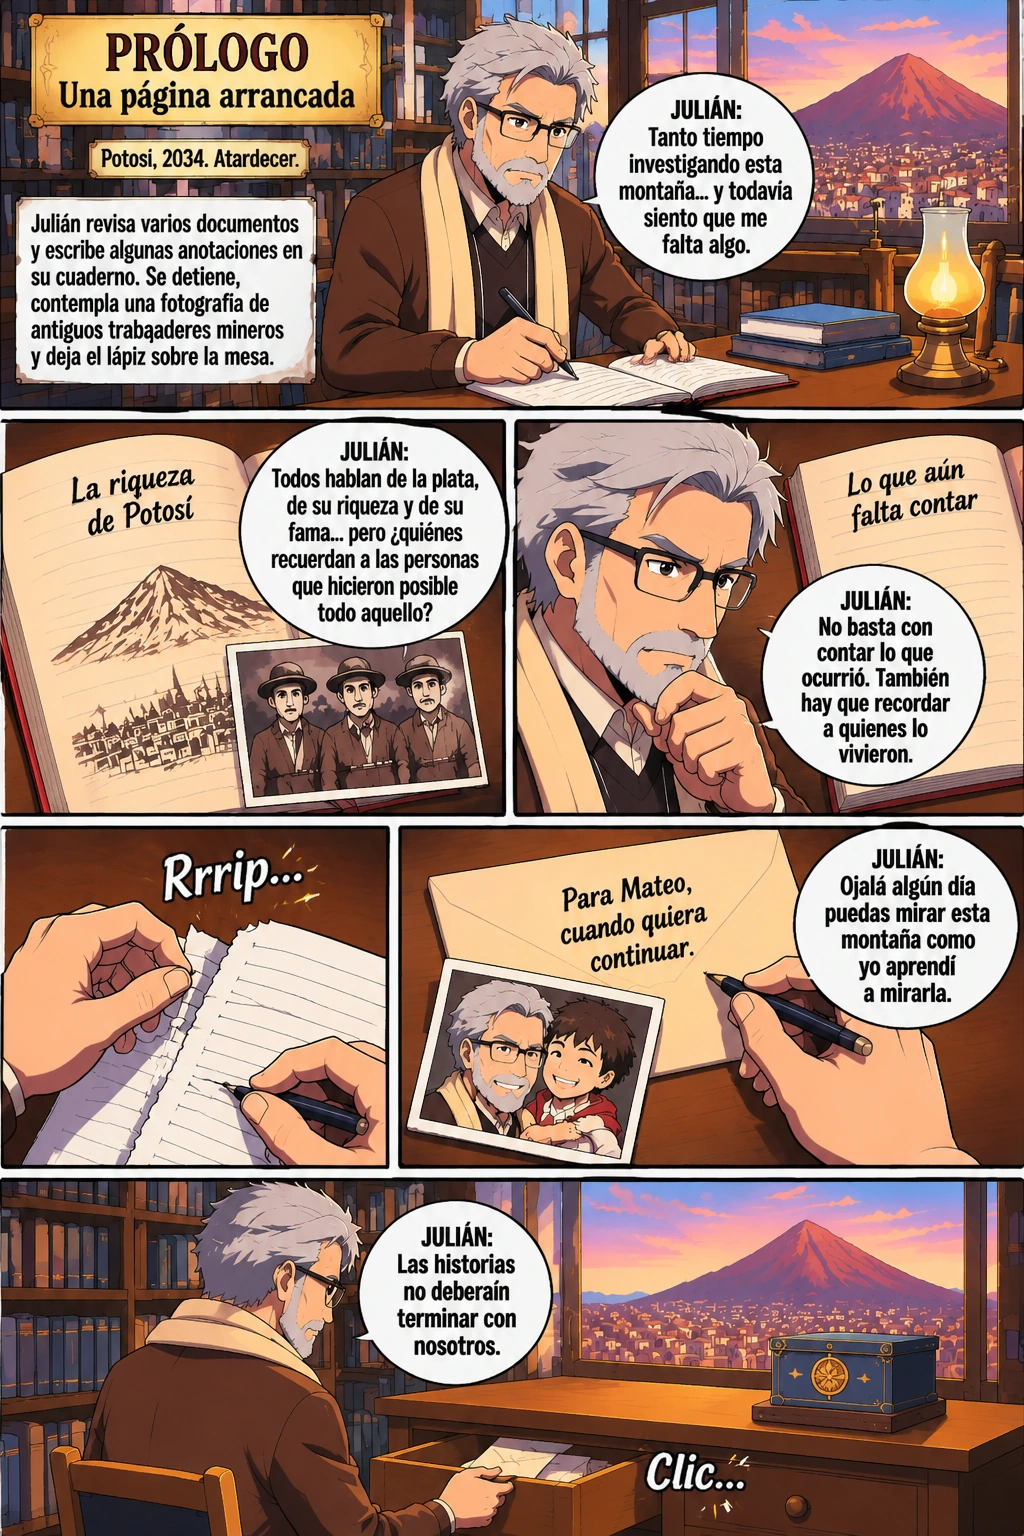 PRÓLOGO
Una página arrancada
Potosi, 2034. Atardecer.
Julián revisa varios documentos
y escribe algunas anotaciones en
su cuaderno. Se detiene,
contempla una fotografia de
antiguos trabqaderes mineros
y deja el lápiz sobre la mesa.
JULIÁN:
Tanto tiempo
investigando esta
montaña... y todavía
siento que me
falta algo.
La riqueza
de Potosí
JULIÁN:
Todos hablan de la plata,
de su riqueza y de su
fama... pero ¿quiénes
recuerdan a las personas
que hicieron posible
todo aquello?
Lo que aún
falta contar
JULIÁN:
No basta con
contar lo que
ocurrió. También
hay que recordar
a quienes lo
vivieron.
Rrrip...
Para Mateo,
cuando quiera
continuar.
JULIÁN:
Ojalá algún día
puedas mirar esta
montaña como
yo aprendí
a mirarla.
JULIÁN:
Las historias
no deberaín
terminar con
nosotros.
Clic...